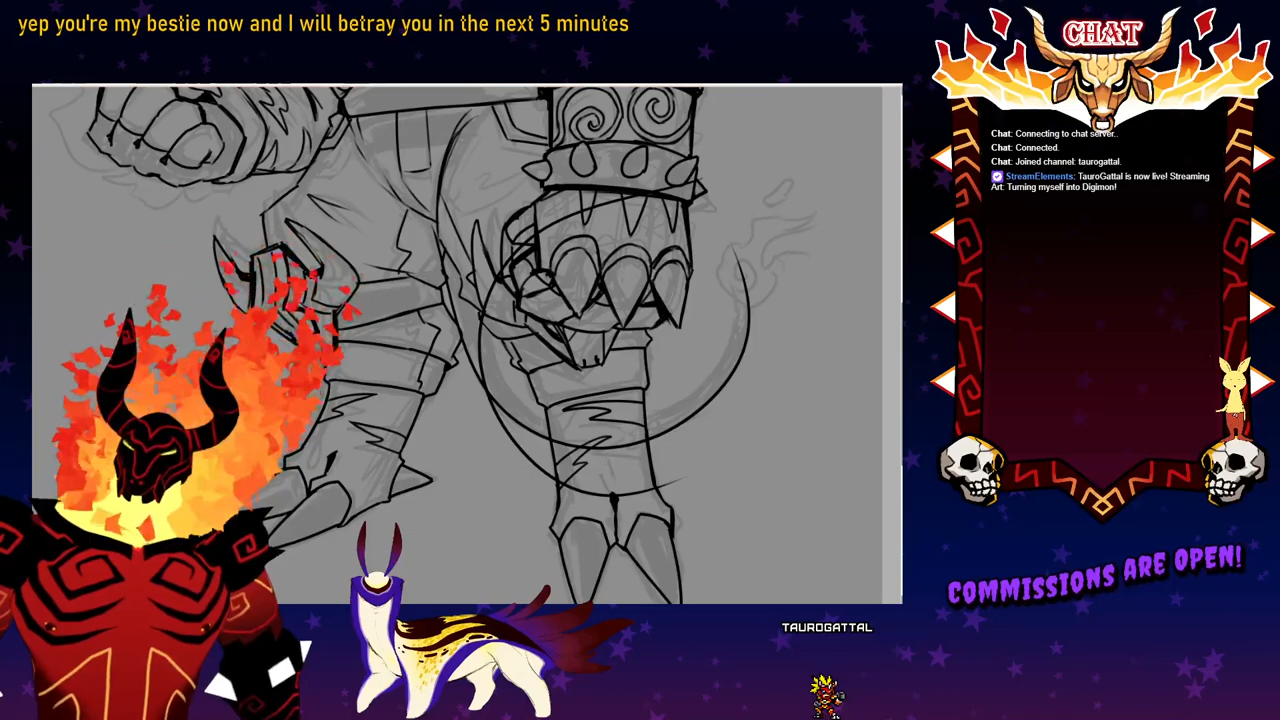 yep you're my bestie now and I will betray you in the next 5 minutes
CHAT
Chat: Connecting to chat server..
Chat: Connected.
Chat: Joined channel: taurogattal.
StreamElements: TauroGattal is now live! Streaming
Art: Turning myself into Digimon!
COMMISSIONS ARE OPEN!
TAUROGATTAL